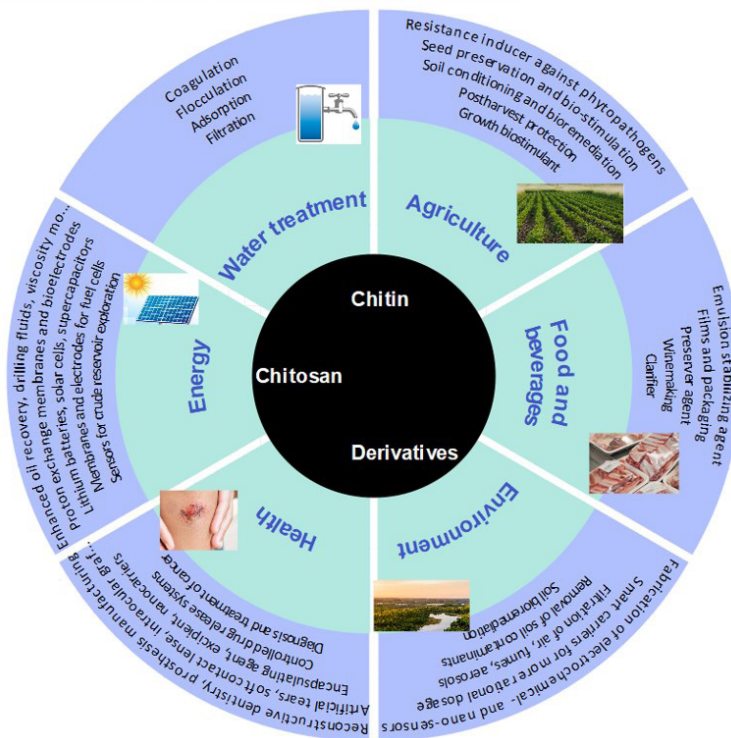 Coagulation
Flocculation
Adsorption
Filtration
Water treatment
Resistance inducer against phytopathogens
Seed preservation and bio-stimulation
Soil conditioning and bioremediation
Postharvest protection
Growth biostimulant
Agriculture
Emulsion stabilizing agent
Films and packaging
Preserver agent
Winemaking
Clarifier
Food and
beverages
Fabrication of electrochemical- and nano-sensors
Smart carriers for more rational dosage
Filtration of air, fumes, aerosols
Removal of soil contaminants
Soil bioremediation
Environment
Reconstructive dentistry, prosthesis manufacturing
Artificial tears, soft contact lense, intraocular graf...
Encapsulating agent, excipient, nanocarriers
Controlled drug release systems
Diagnosis and treatment of cancer
Health
Enhanced oil recovery, drilling fluids, viscosity mo...
Proton exchange membranes and bioelectrodes
Lithium batteries, solar cells, supercapacitors
Membranes and electrodes for fuel cells
Sensors for crude reservoir exploration
Energy
Chitin
Chitosan
Derivatives